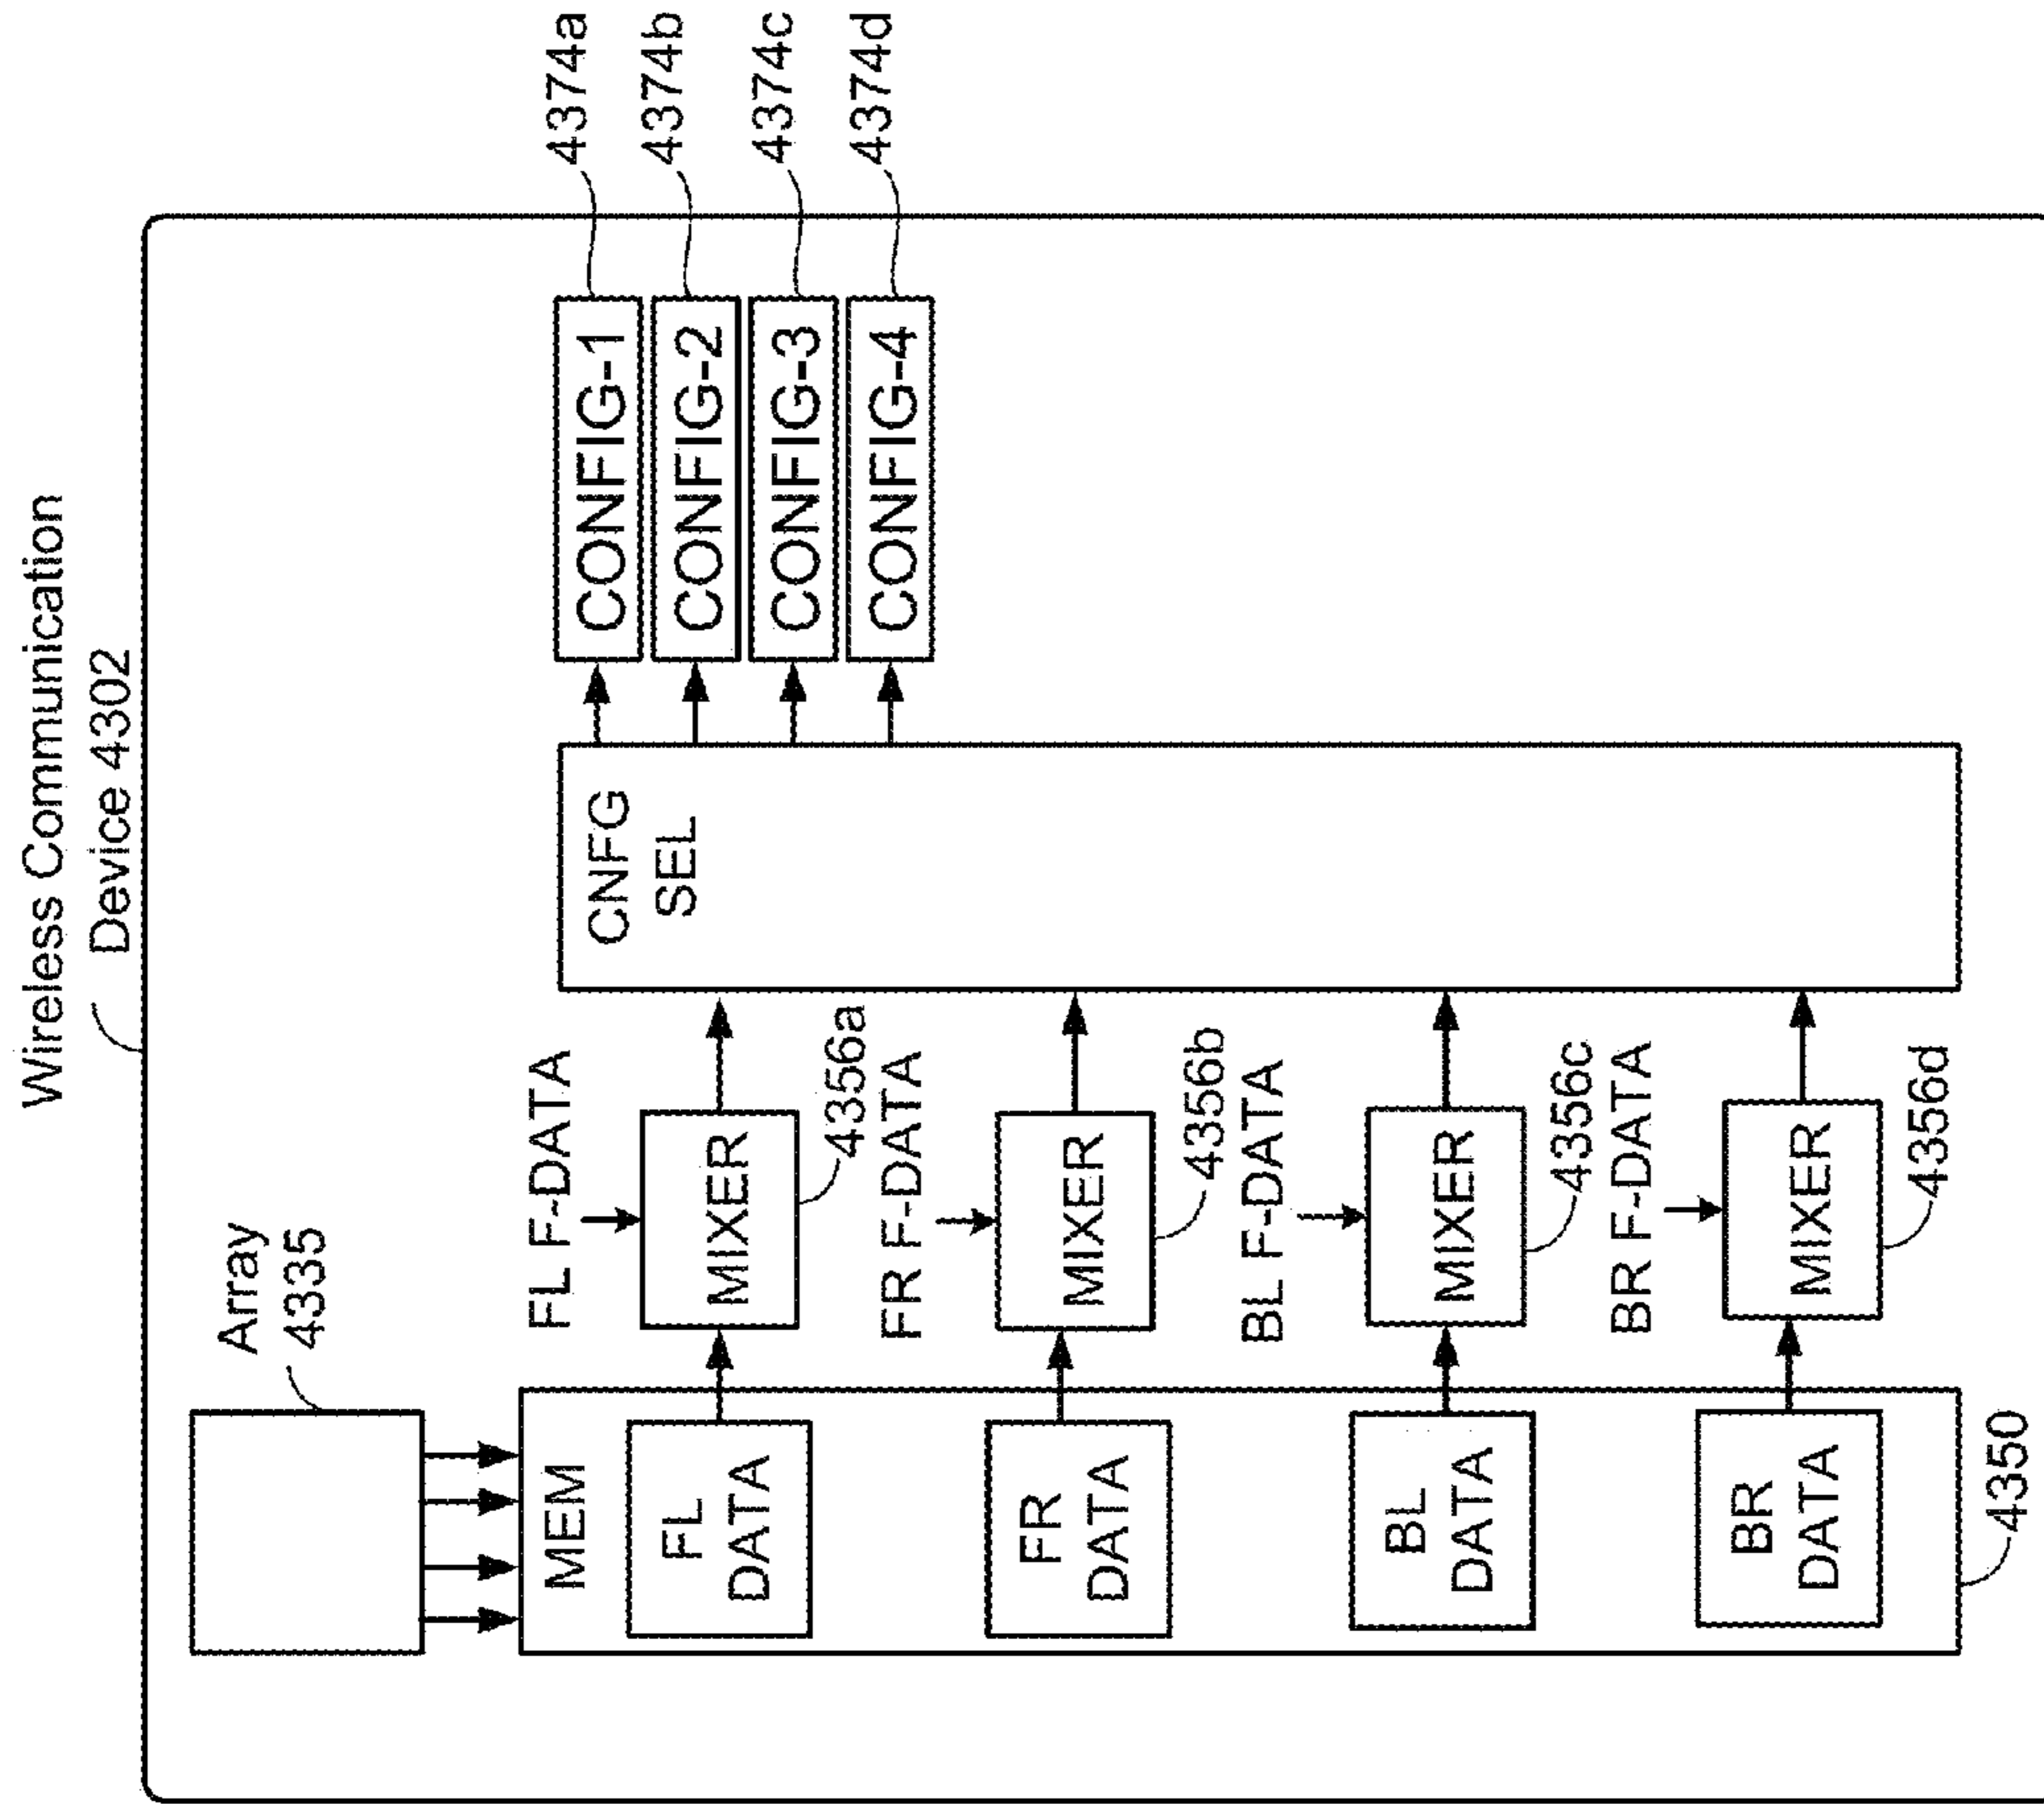 Wireless Communication
Device 4302
Array
4335
MEM
FL
DATA
FR
DATA
BL
DATA
BR
DATA
4350
FL F-DATA
MIXER
4356a
FR F-DATA
MIXER
4356b
BL F-DATA
MIXER
4356c
BR F-DATA
MIXER
4356d
CNFG
SEL
CONFIG-1
CONFIG-2
CONFIG-3
CONFIG-4
4374a
4374b
4374c
4374d